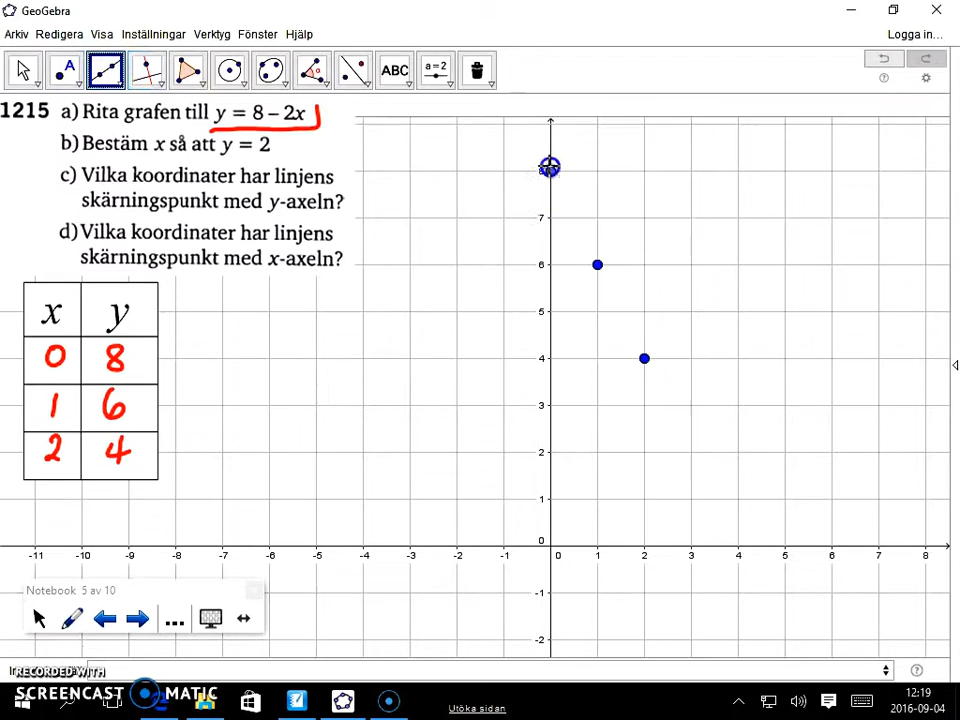 GeoGebra
Arkiv Redigera Visa Inställningar Verktyg Fönster Hjälp Logga in...
A ABC a = 2
1215 a) Rita grafen till y = 8 – 2x
b) Bestäm x så att y = 2
c) Vilka koordinater har linjens
skärningspunkt med y-axeln?
d) Vilka koordinater har linjens
skärningspunkt med x-axeln?
x y
0 8
1 6
2 4
8
7
6
5
4
3
2
1
0
-11 -10 -9 -8 -7 -6 -5 -4 -3 -2 -1 0 1 2 3 4 5 6 7 8
-1
-2
Notebook 5 av 10
...
RECORDED WITH
SCREENCAST MATIC
Utöka sidan
12:19
2016-09-04